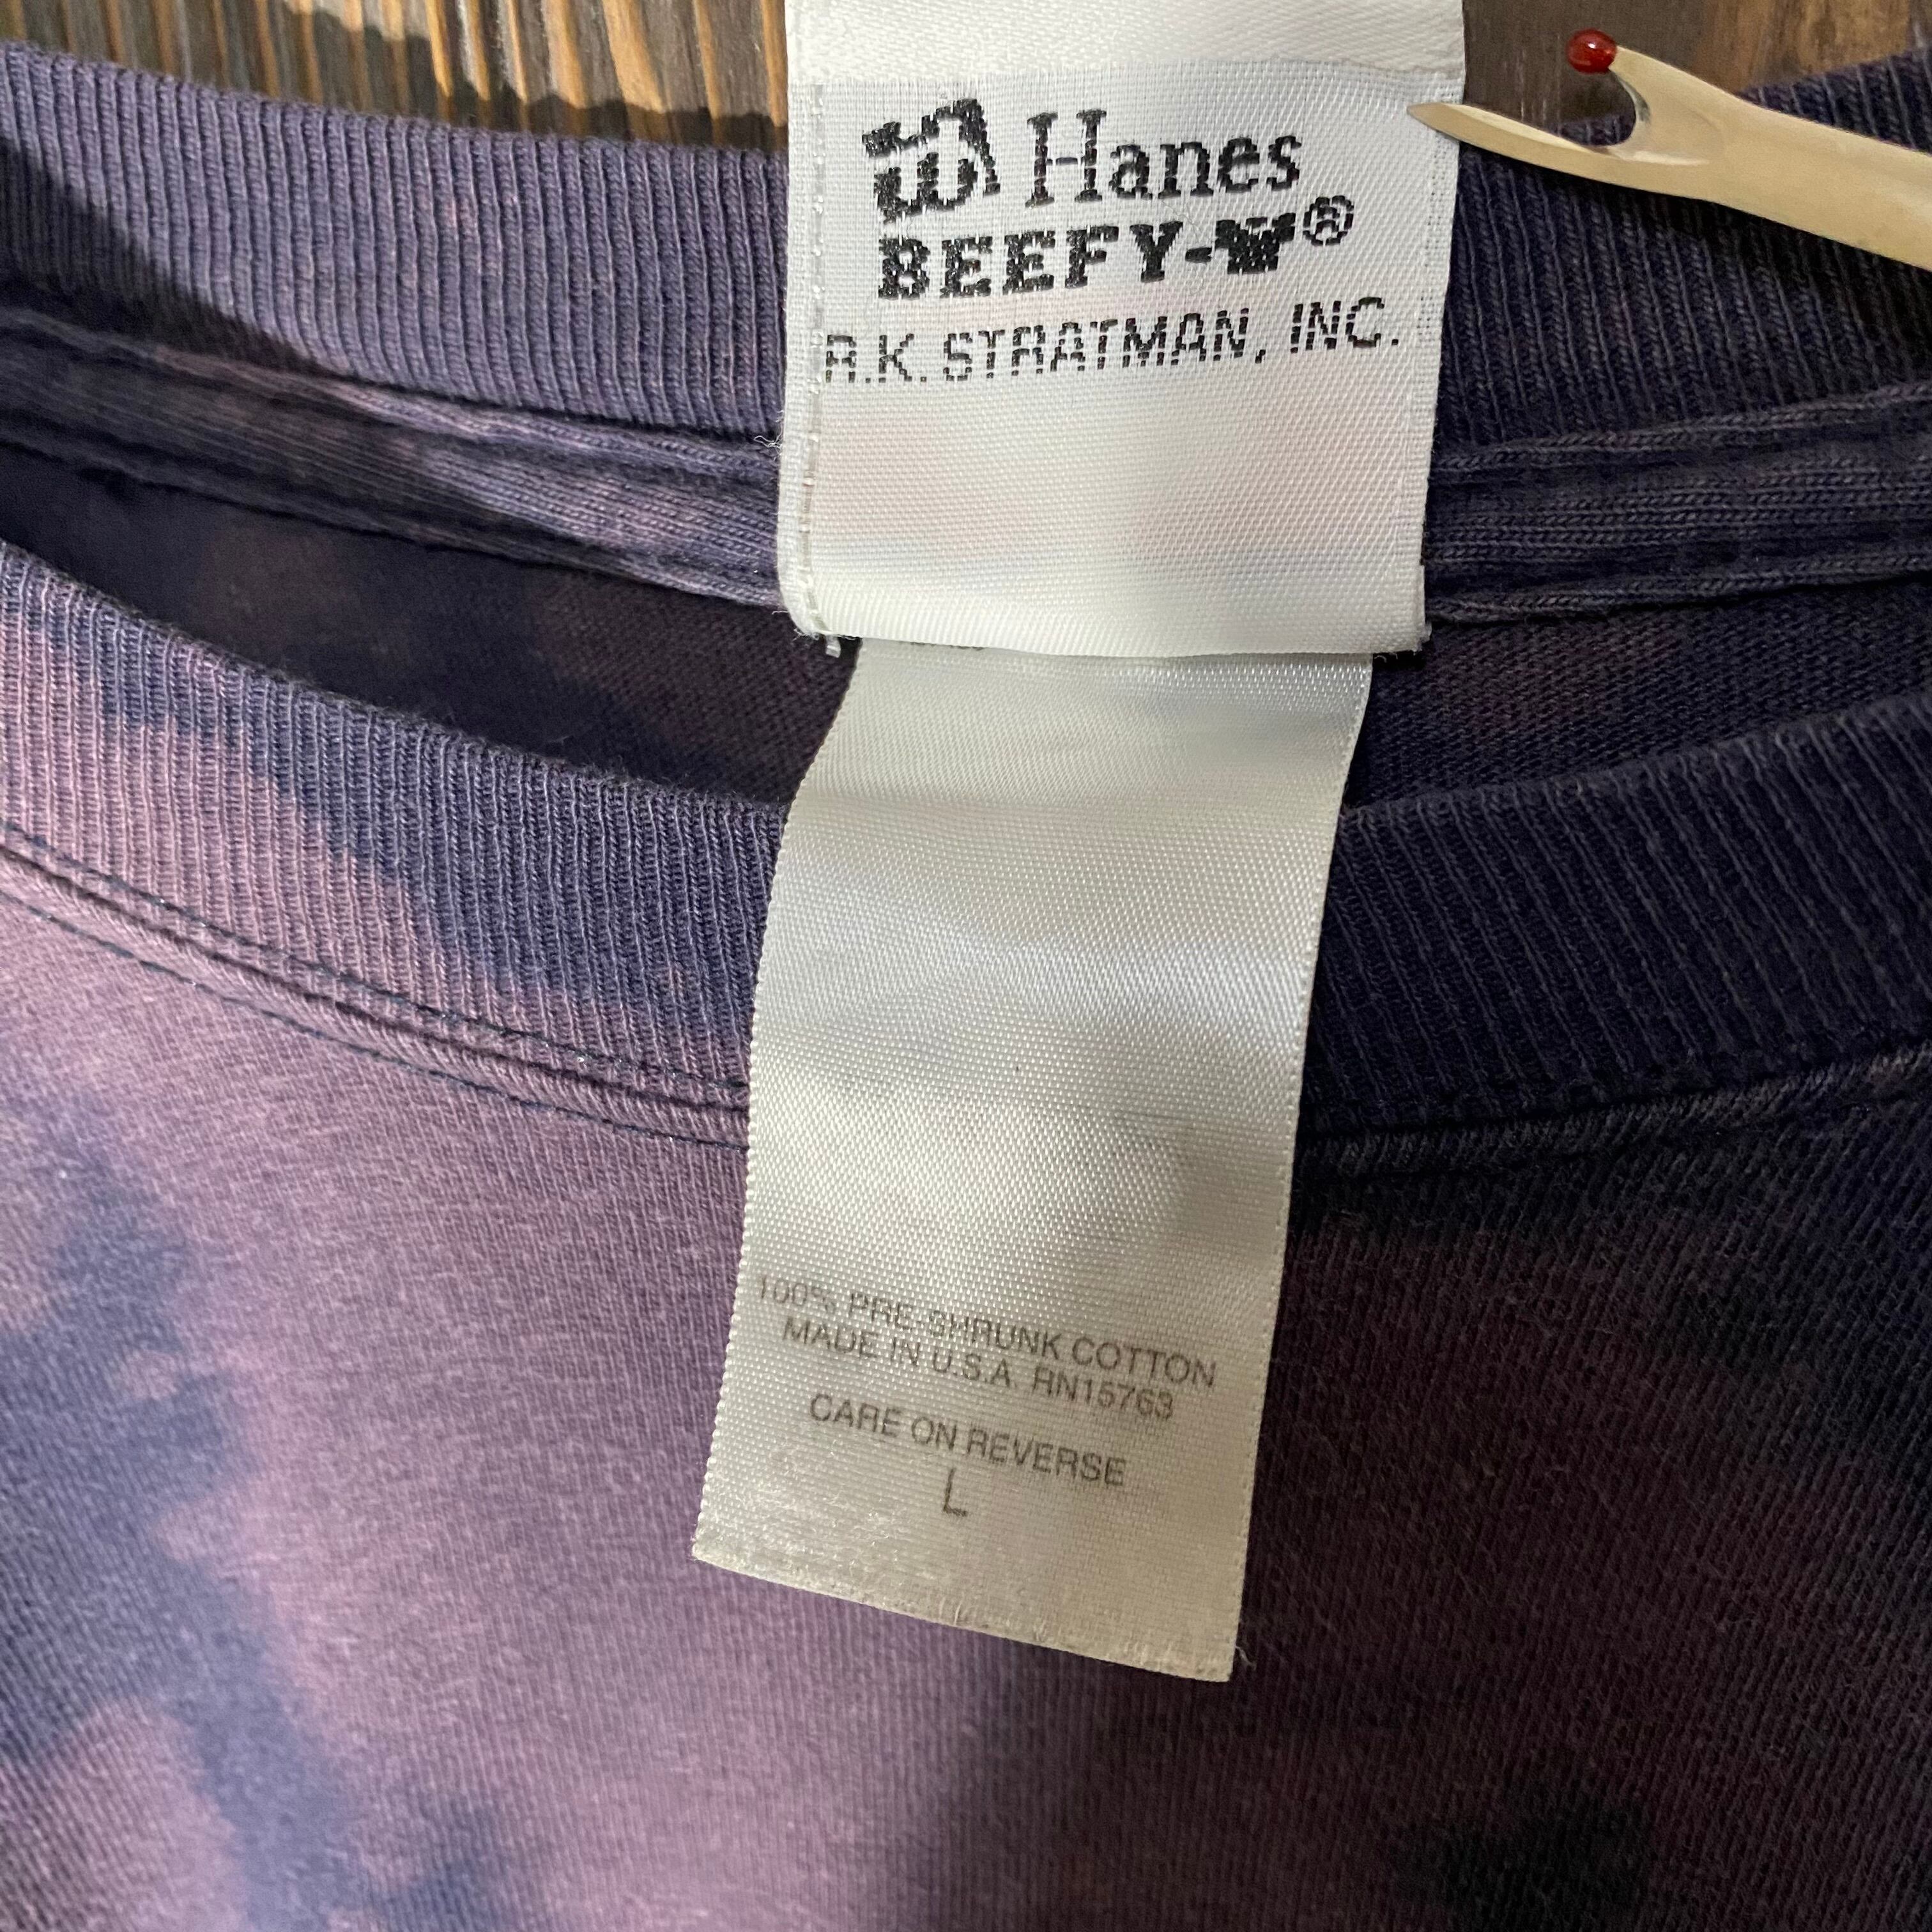 Hanes
BEEFY-T®
R.K. STRATMAN, INC.
100% PRE-SHRUNK COTTON
MADE IN U.S.A. RN15763
CARE ON REVERSE
L